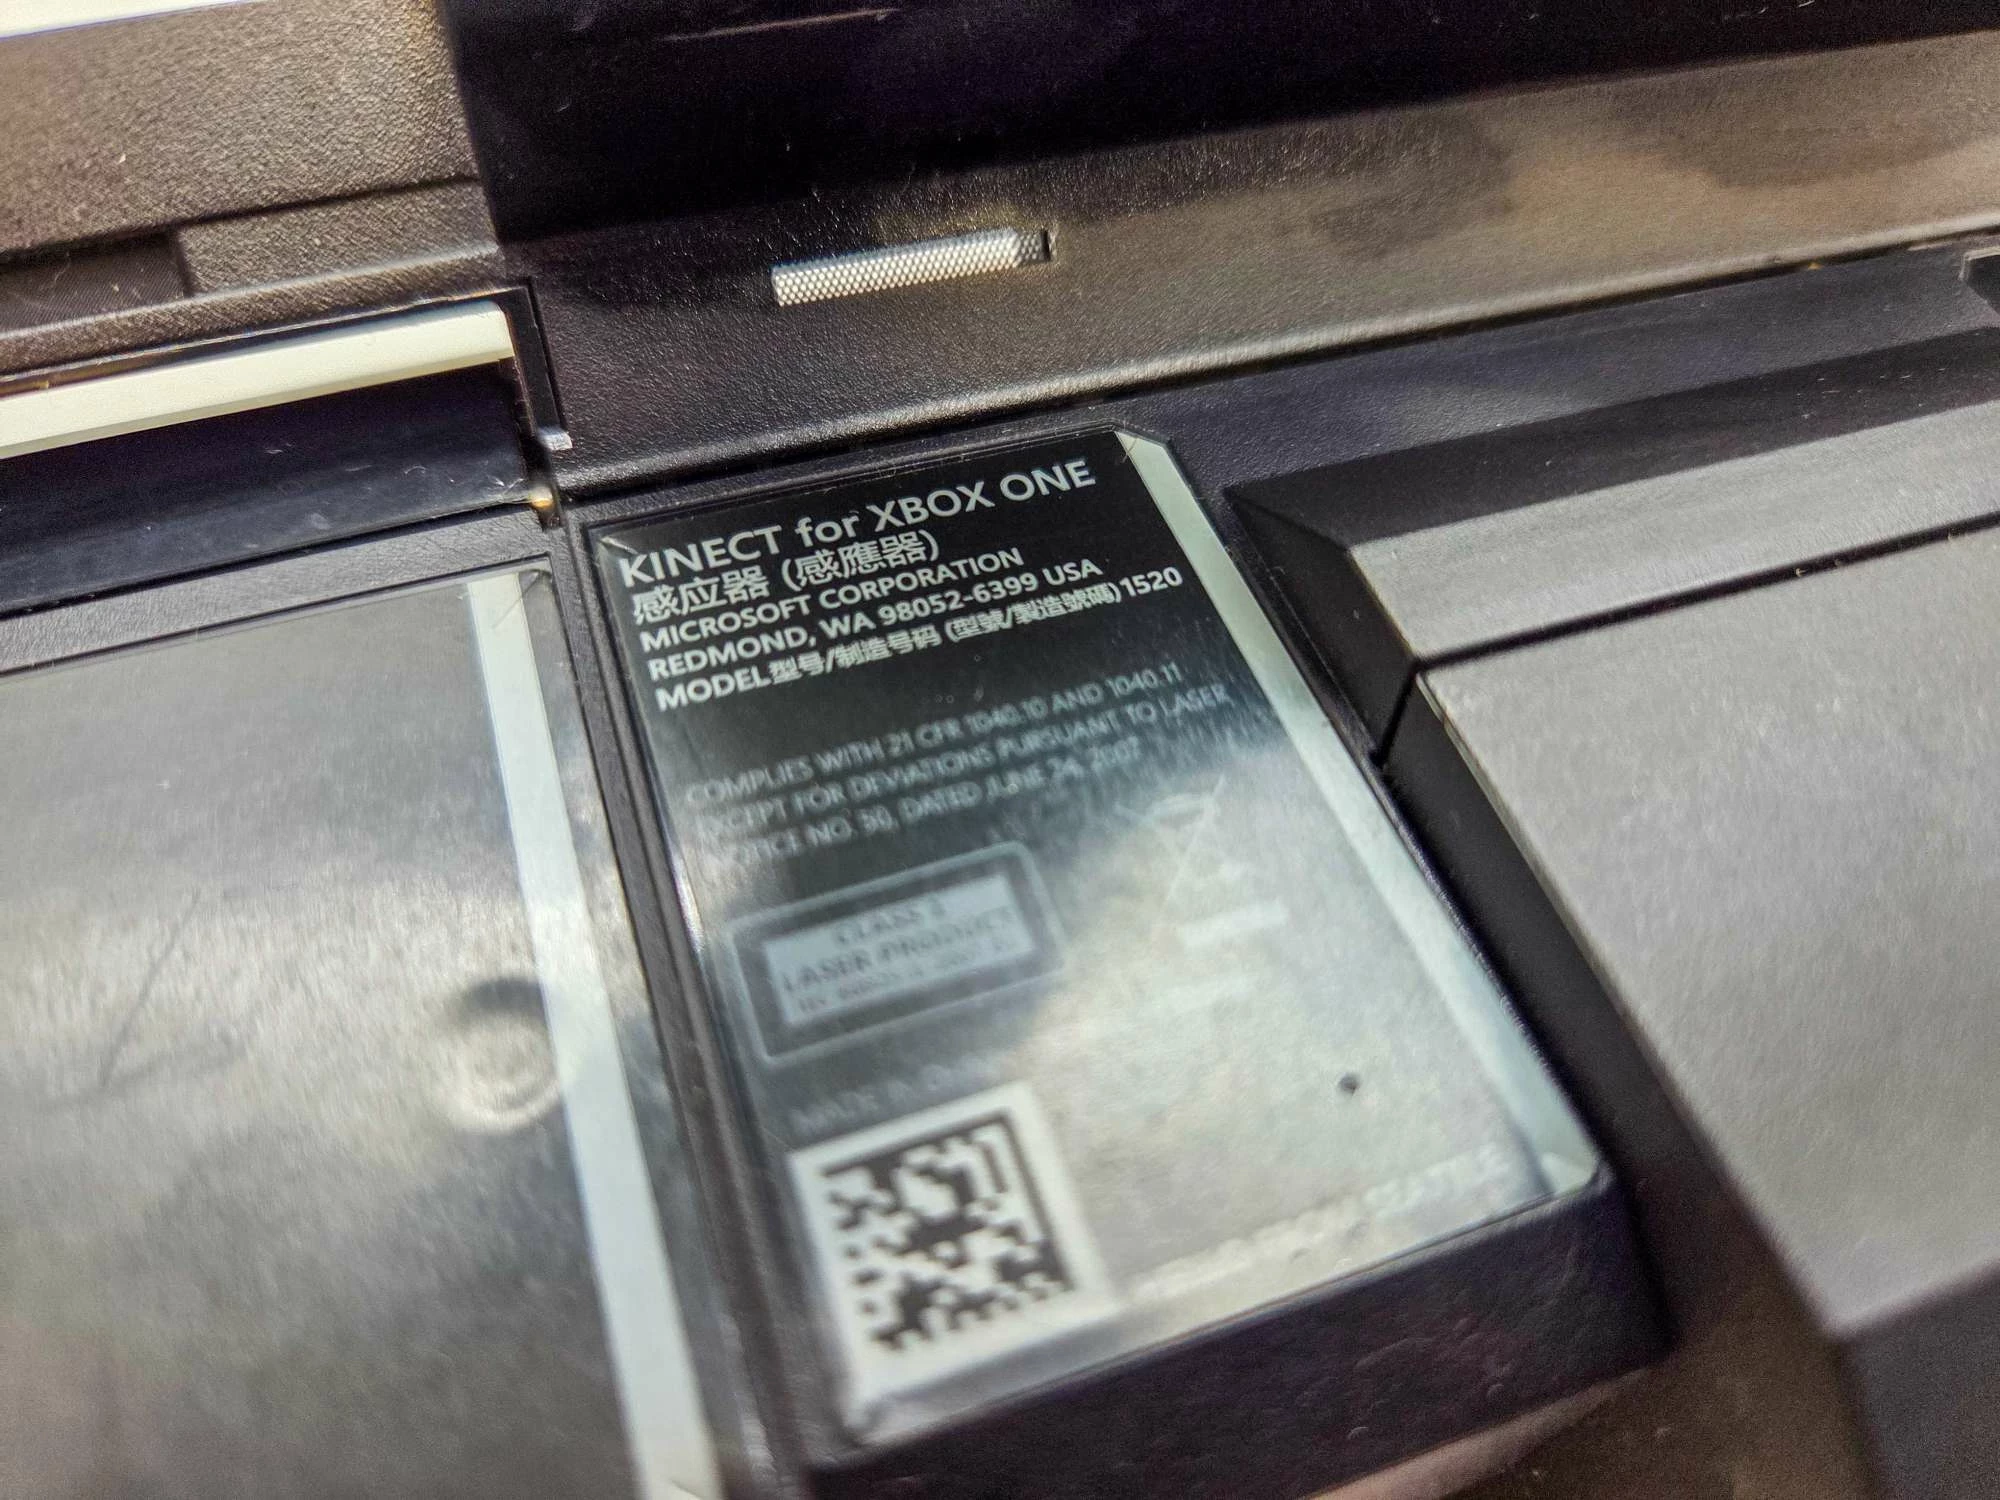 KINECT for XBOX ONE
感应器 (感應器)
MICROSOFT CORPORATION
REDMOND, WA 98052-6399 USA
MODEL型号/制造号码 (型號/製造號碼)1520
COMPLIES WITH 21 CFR 1040.10 AND 1040.11
EXCEPT FOR DEVIATIONS PURSUANT TO LASER
NOTICE NO. 50, DATED JUNE 24, 2007
CLASS 1
LASER PRODUCT
MADE IN
SEATTLE